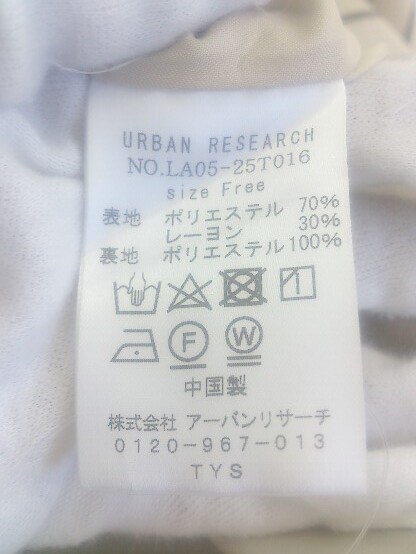 URBAN RESEARCH
NO.LA05-25T016
size Free
表地 ポリエステル 70%
レーヨン 30%
裏地 ポリエステル 100%
F W
中国製
株式会社 アーバンリサーチ
0120-967-013
TYS